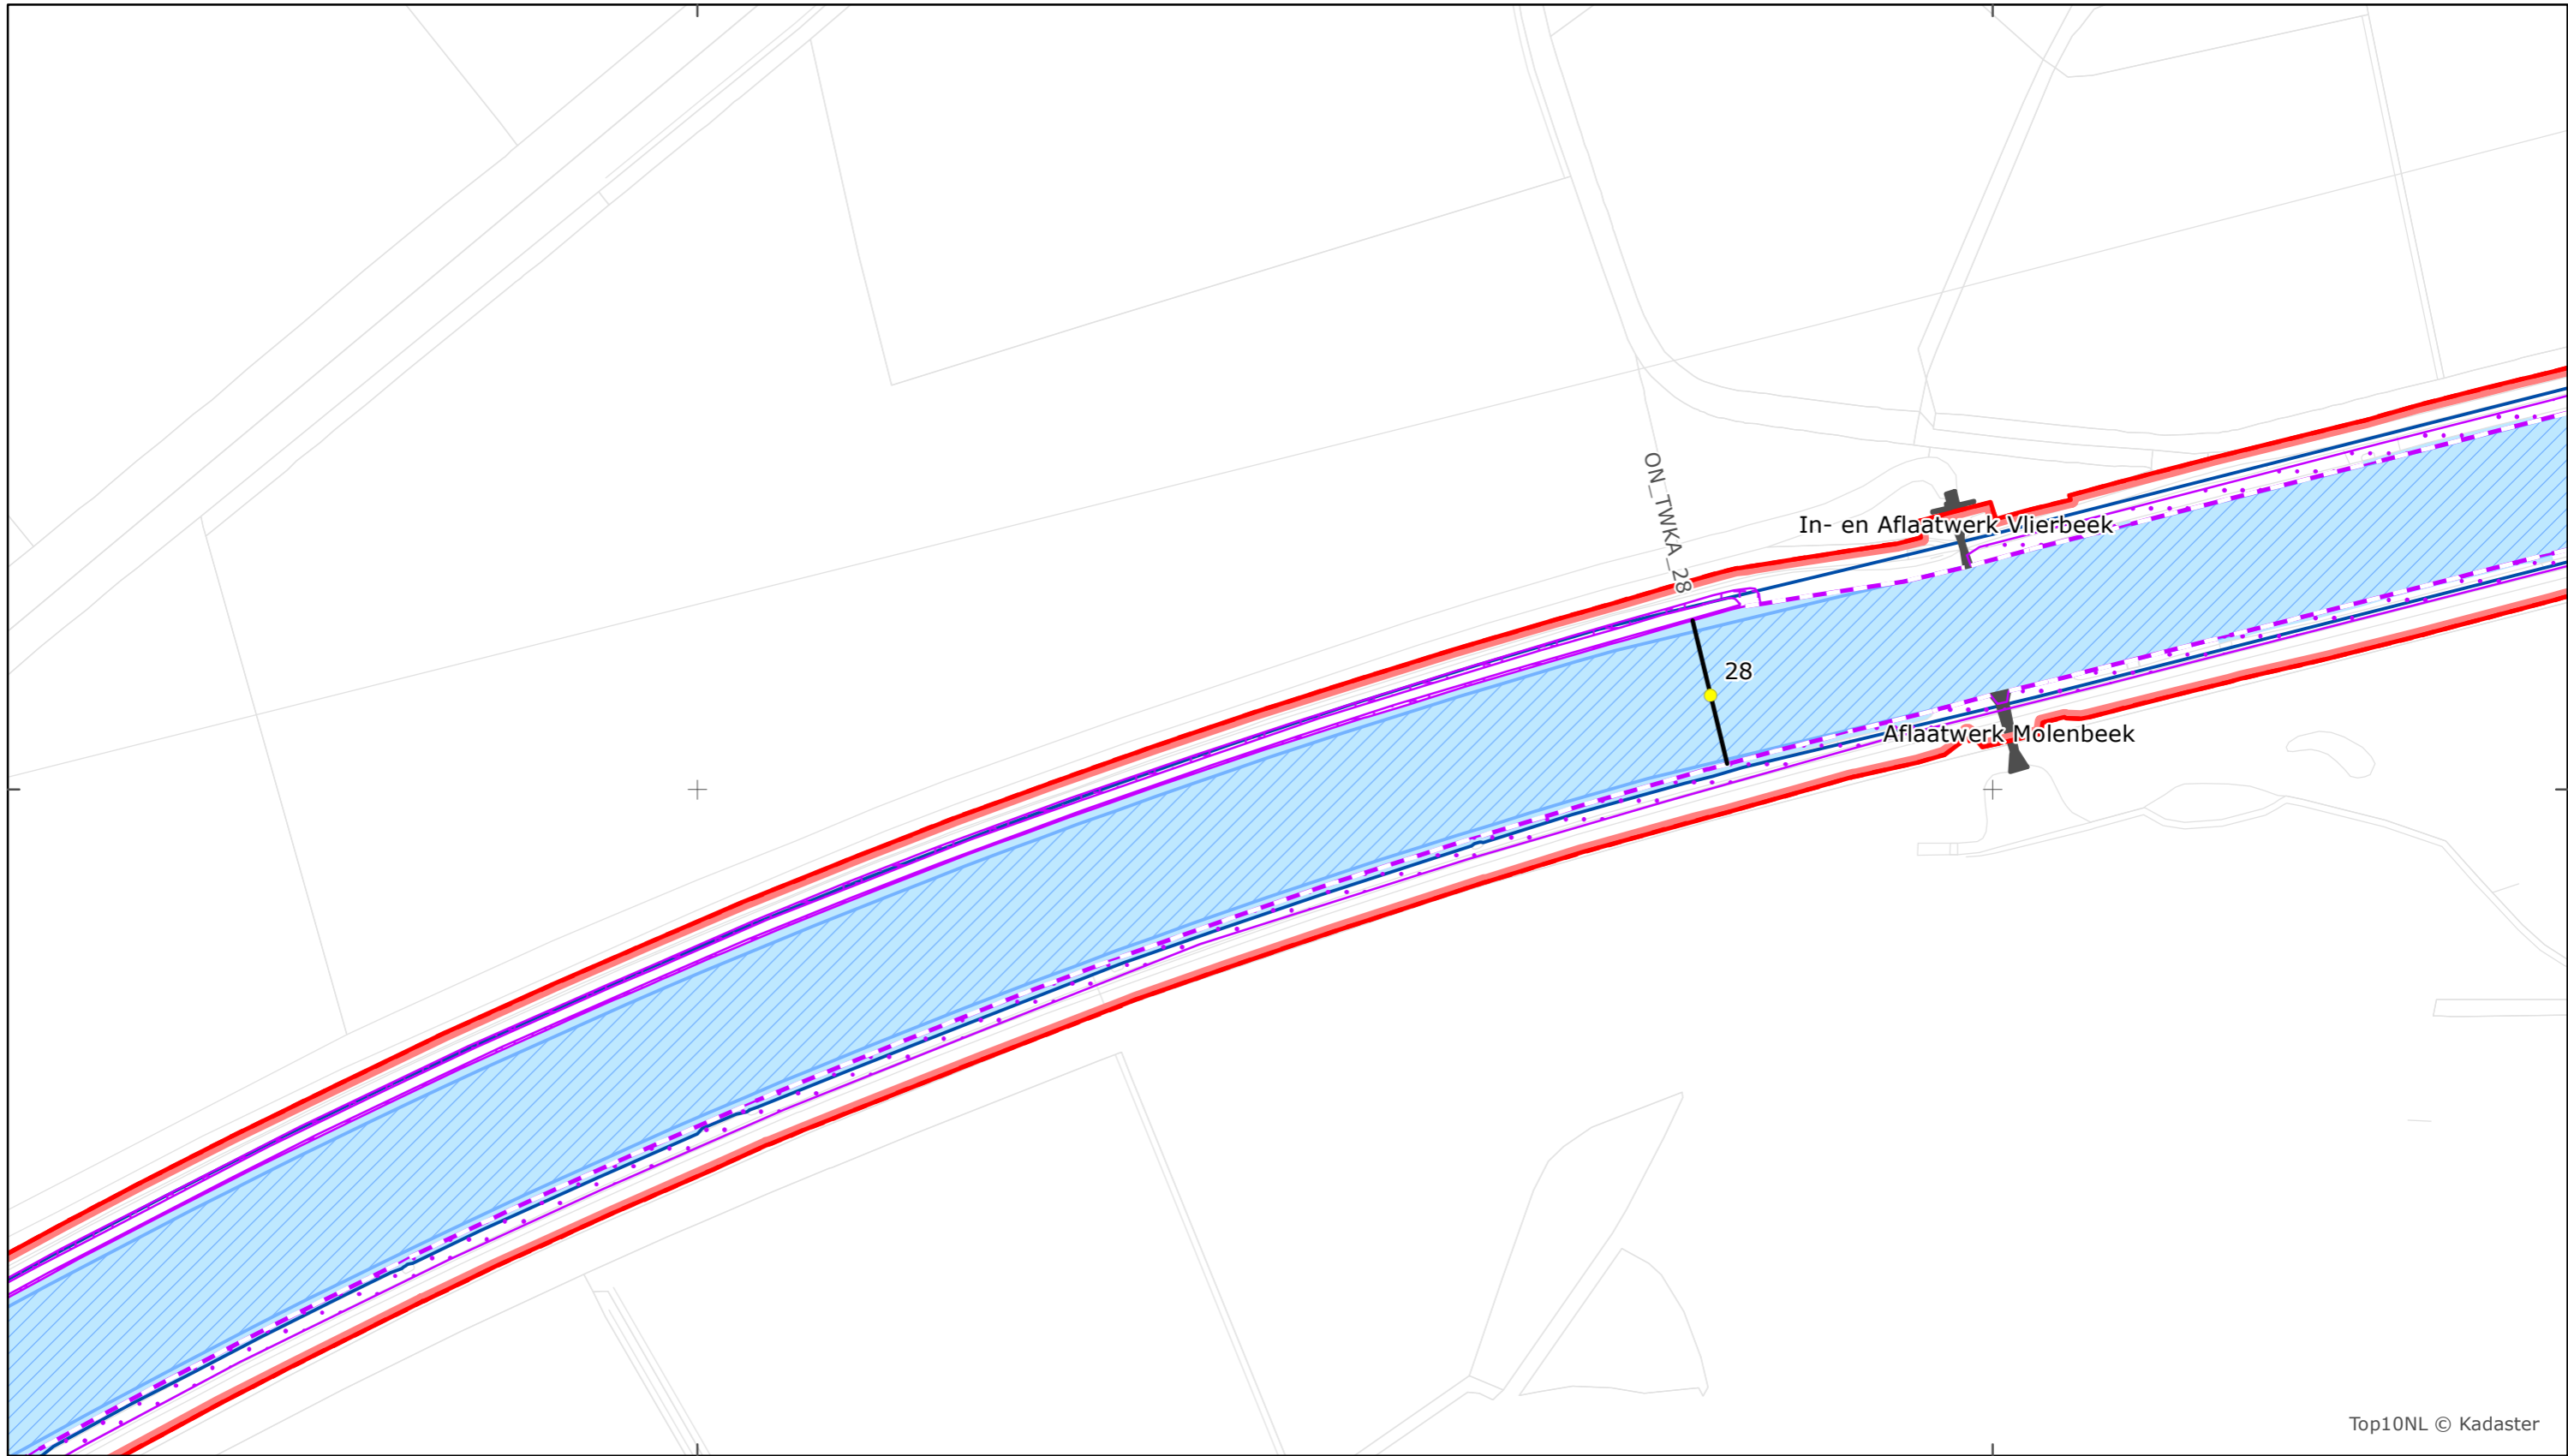 ON_TWKA_28
In- en Aflaatwerk Vlierbeek
28
Aflaatwerk Molenbeek
Top10NL © Kadaster